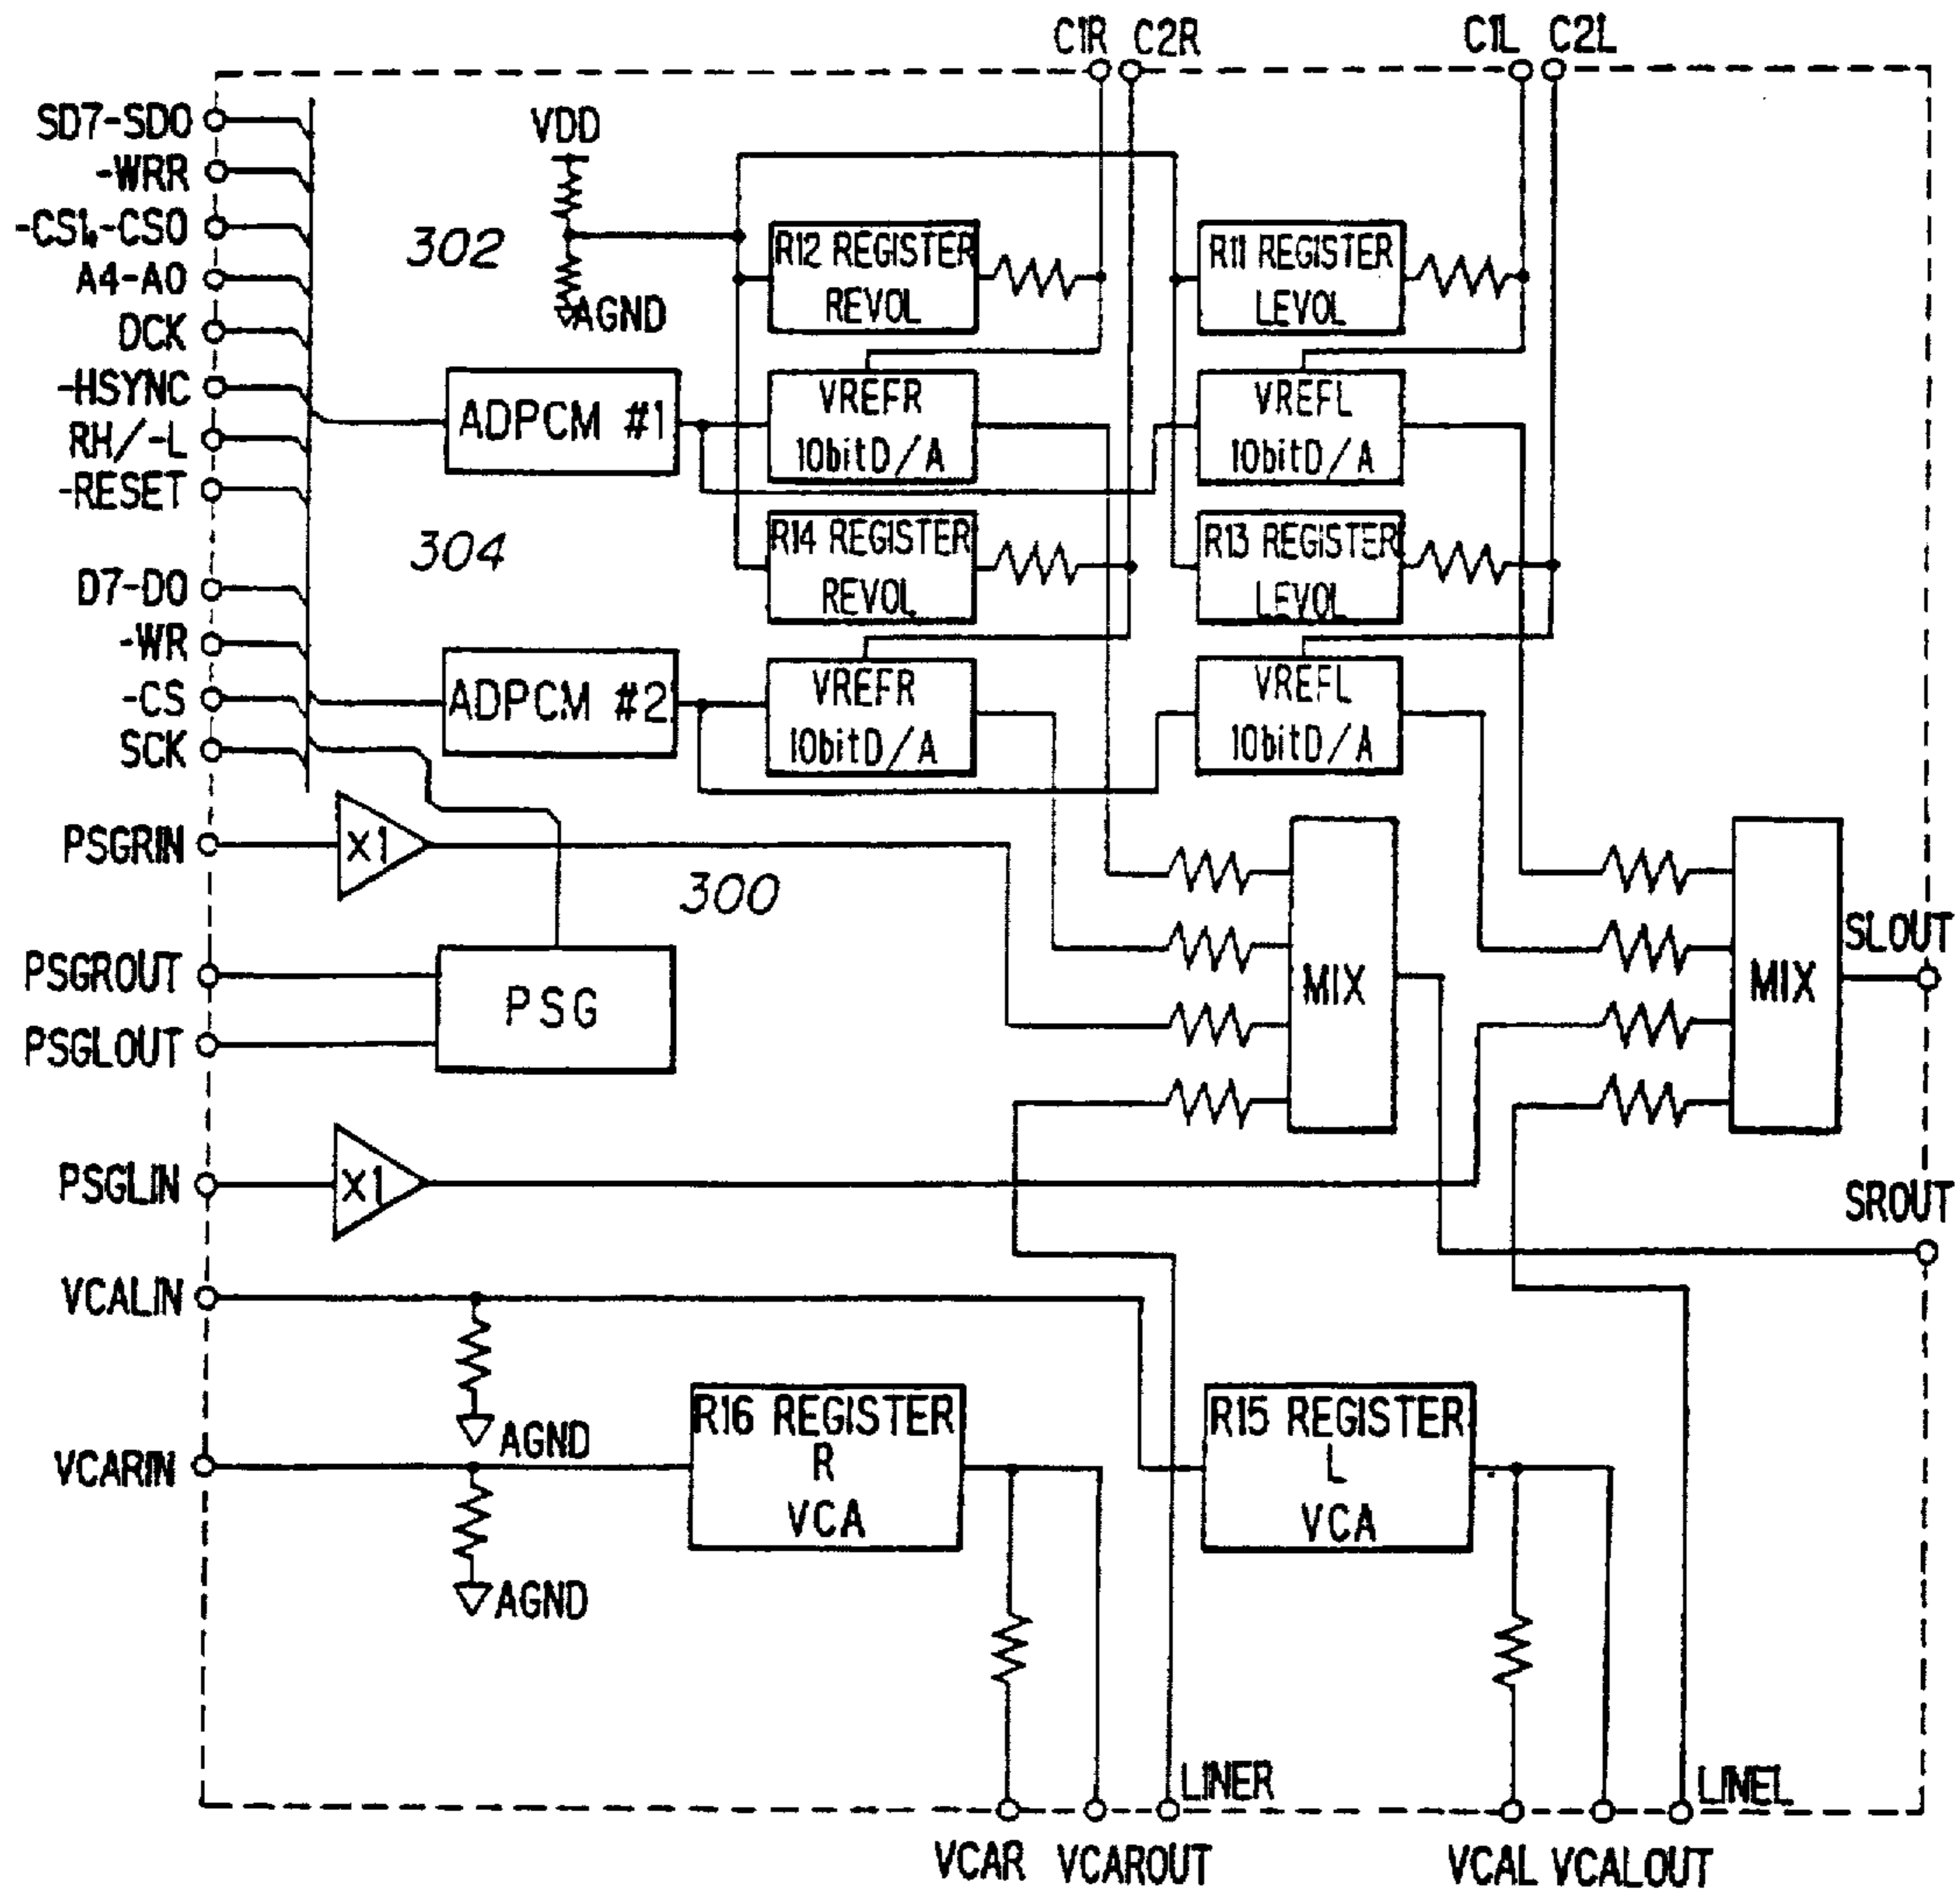 C1R C2R C1L C2L
SD7-SD0
-WRR
-CS1,-CS0
A4-A0
DCK
-HSYNC
RH/-L
-RESET
D7-D0
-WR
-CS
SCK
PSGRIN
PSGROUT
PSGLOUT
PSGLIN
VCALIN
VCARIN
VDD
302
AGND
R12 REGISTER
REVOL
R11 REGISTER
LEVOL
ADPCM #1
VREFR
10bitD/A
VREFL
10bitD/A
304
R14 REGISTER
REVOL
R13 REGISTER
LEVOL
ADPCM #2
VREFR
10bitD/A
VREFL
10bitD/A
X1
300
PSG
MIX
MIX
SLOUT
X1
SROUT
AGND
R16 REGISTER
R
VCA
R15 REGISTER
L
VCA
AGND
LINER
LINEL
VCAR VCAROUT
VCAL VCALOUT